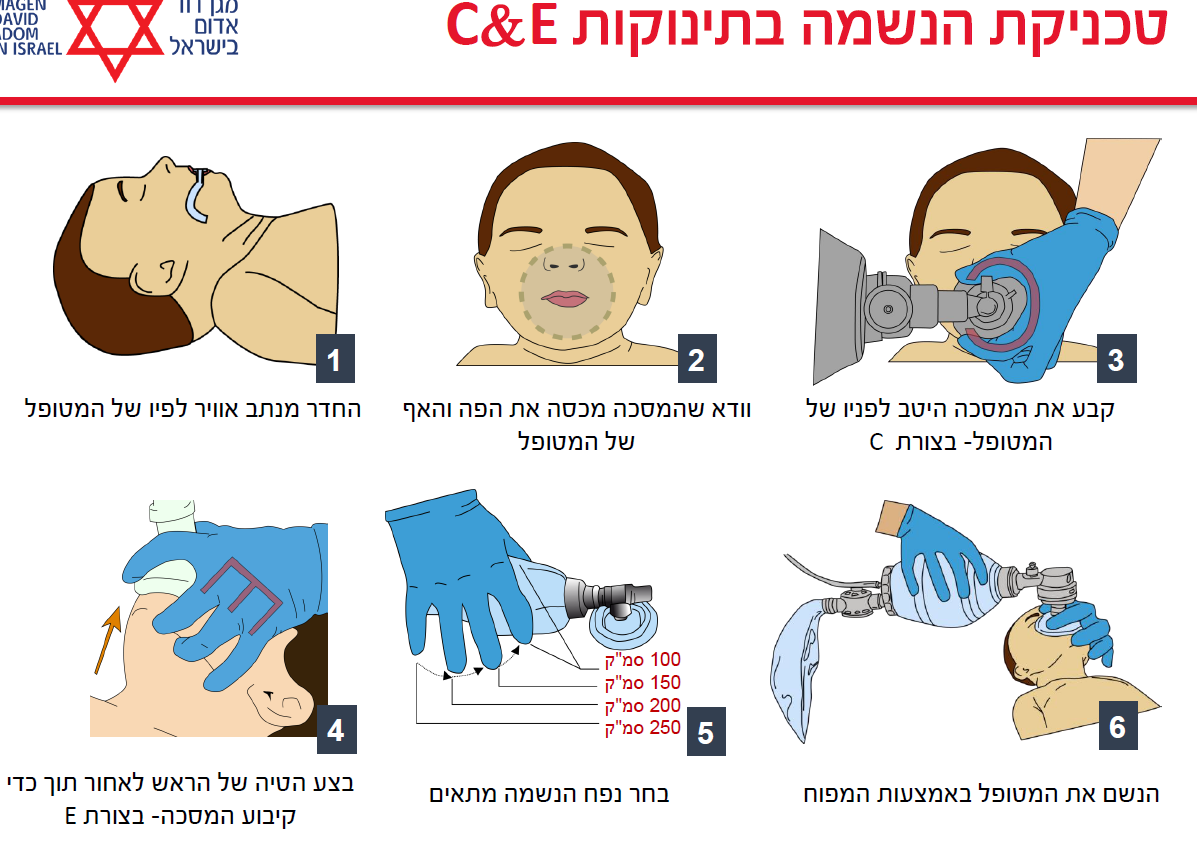 MAGEN
DAVID
ADOM
IN ISRAEL
מגן דוד
אדום
בישראל
טכניקת הנשמה בתינוקות C&E
1
החדר מנתב אוויר לפיו של המטופל
2
וודא שהמסכה מכסה את הפה והאף
של המטופל
3
קבע את המסכה היטב לפניו של
המטופל- בצורת C
E
4
בצע הטיה של הראש לאחור תוך כדי
קיבוע המסכה- בצורת E
100 סמ"ק
150 סמ"ק
200 סמ"ק
250 סמ"ק
5
בחר נפח הנשמה מתאים
6
הנשם את המטופל באמצעות המפוח